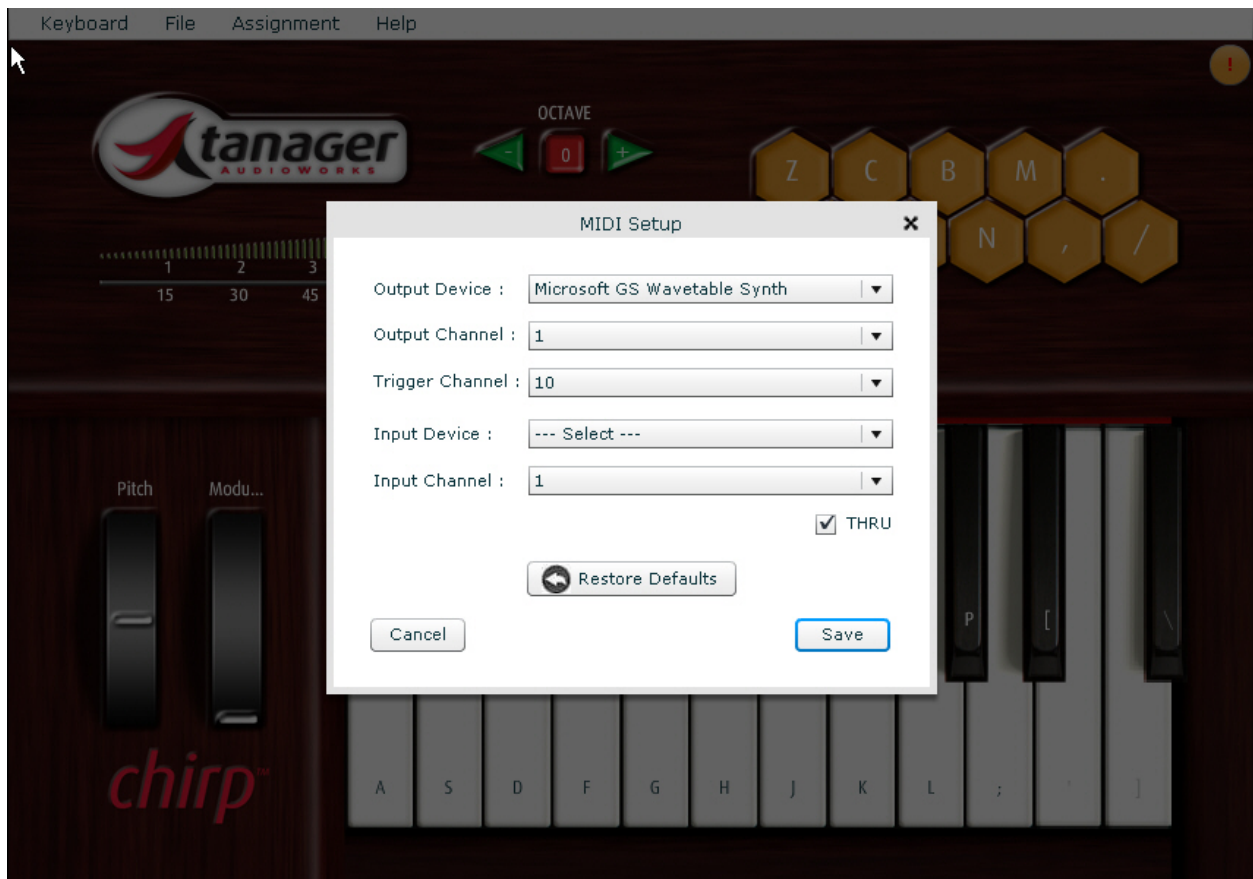 Keyboard File Assignment Help
!
OCTAVE
tanager
AUDIOWORKS
- 0 +
Z C B M .
N , /
1 2 3
15 30 45
MIDI Setup
Output Device : Microsoft GS Wavetable Synth
Output Channel : 1
Trigger Channel : 10
Input Device : --- Select ---
Input Channel : 1
THRU
Restore Defaults
Cancel Save
Pitch Modu...
P [ \
chirp™
A S D F G H J K L ; ' ]